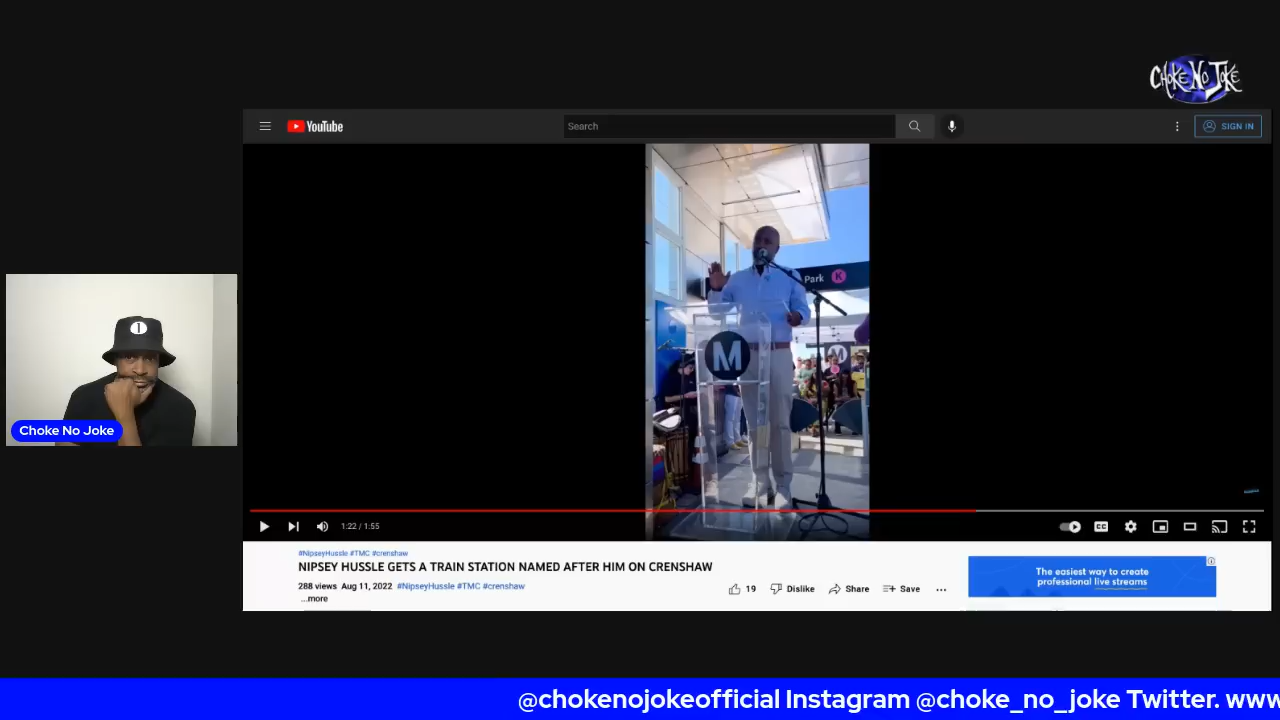 CHOKE NO JOKE
YouTube
Search
SIGN IN
Park K
M
M
1
Choke No Joke
1:22 / 1:55
CC
#NipseyHussle #TMC #crenshaw
NIPSEY HUSSLE GETS A TRAIN STATION NAMED AFTER HIM ON CRENSHAW
288 views Aug 11, 2022 #NipseyHussle #TMC #crenshaw
...more
19 Dislike Share Save
The easiest way to create
professional live streams
@chokenojokeofficial Instagram @choke_no_joke Twitter. www